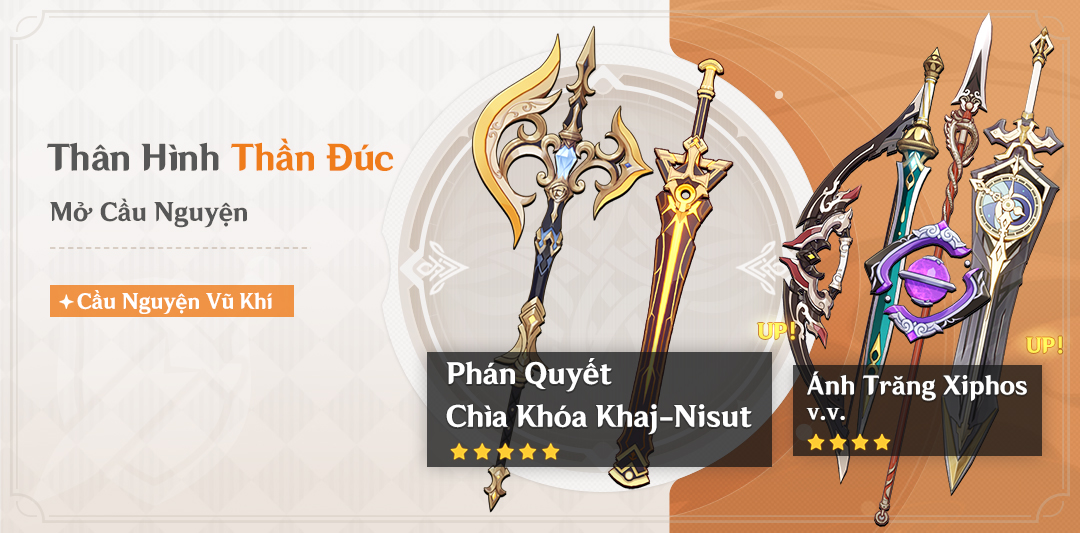 Thân Hình Thần Đúc
Mở Cầu Nguyện
Cầu Nguyện Vũ Khí
Phán Quyết
Chìa Khóa Khaj-Nisut
UP!
Ánh Trăng Xiphos
v.v.
UP!